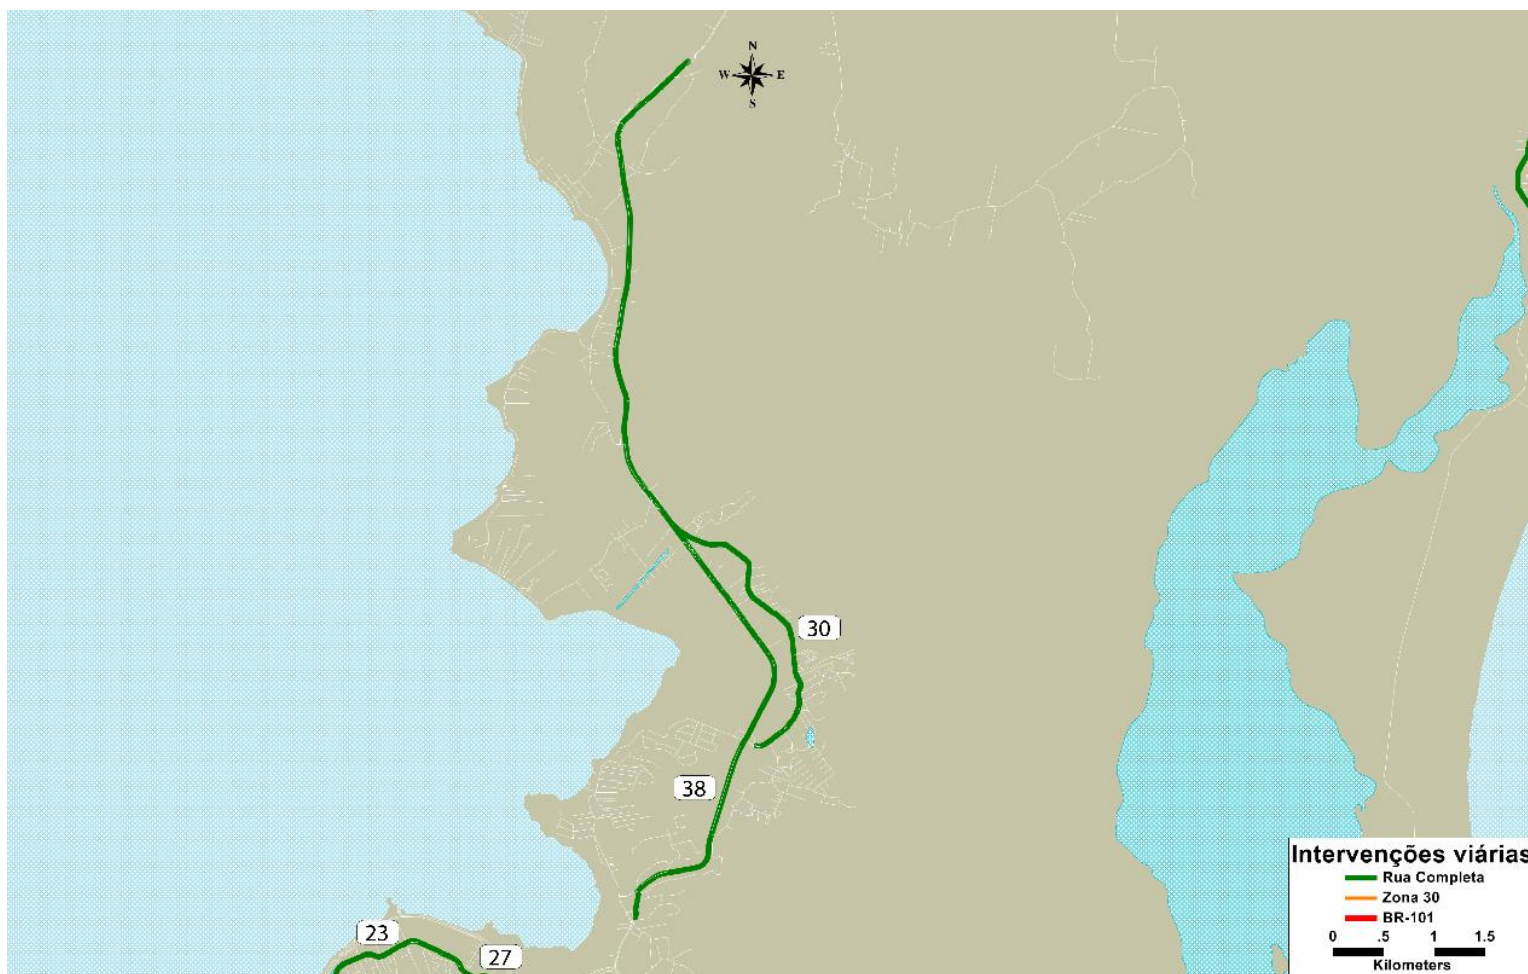 N
W E
S
30
38
23
27
Intervenções viárias
Rua Completa
Zona 30
BR-101
0 .5 1 1.5
Kilometers